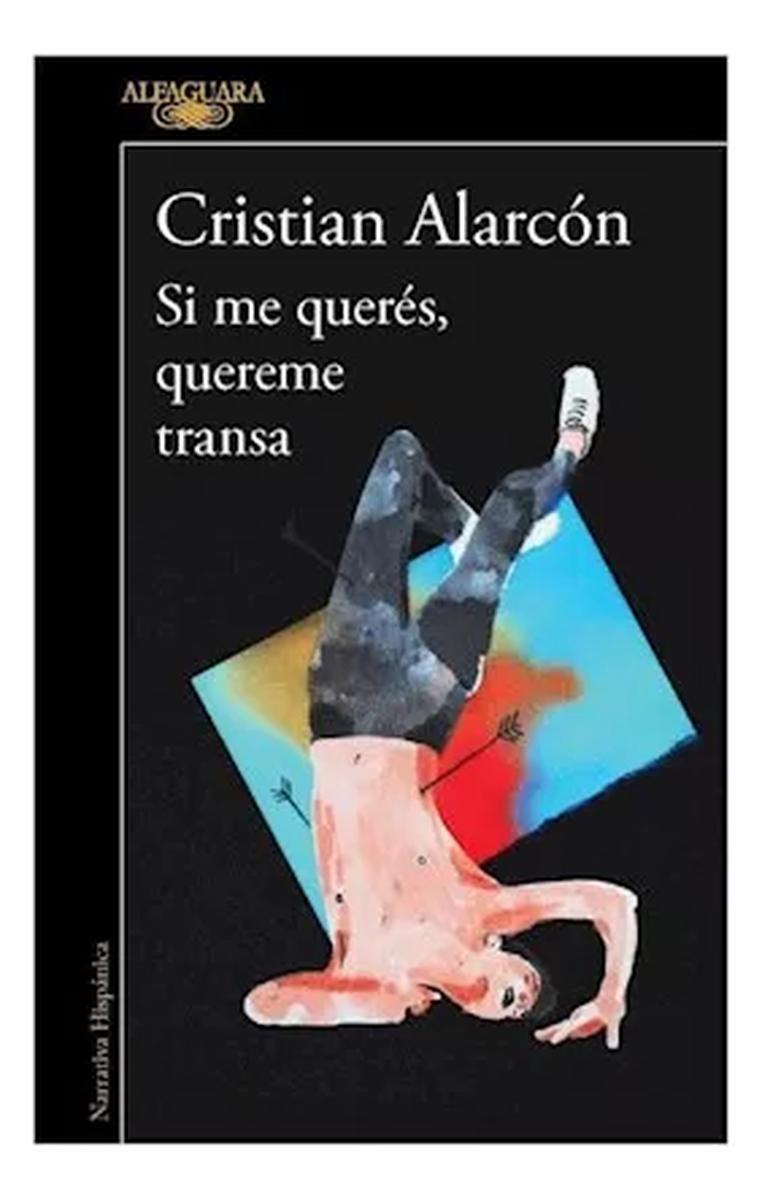 ALFAGUARA
Cristian Alarcón
Si me querés,
quereme
transa
Narrativa Hispánica